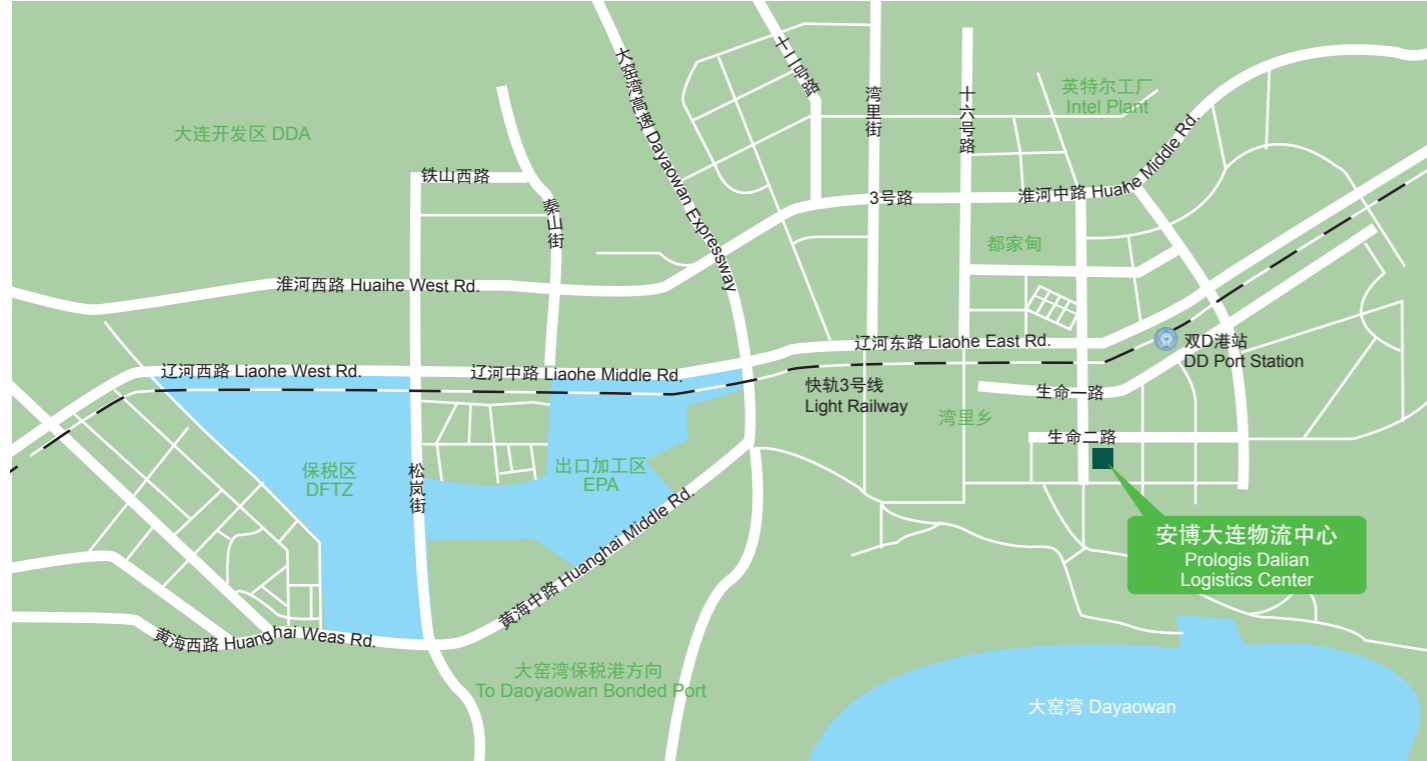 大窑湾高速 Dayaowan Expressway
十二号路
湾里街
十六号路
英特尔工厂
Intel Plant
大连开发区 DDA
铁山西路
秦山街
3号路
淮河中路 Huahe Middle Rd.
都家甸
淮河西路 Huaihe West Rd.
辽河东路 Liaohe East Rd.
双D港站
DD Port Station
辽河西路 Liaohe West Rd.
辽河中路 Liaohe Middle Rd.
快轨3号线
Light Railway
生命一路
湾里乡
生命二路
保税区
DFTZ
松岚街
出口加工区
EPA
安博大连物流中心
Prologis Dalian
Logistics Center
黄海中路 Huanghai Middle Rd.
黄海西路 Huanghai Weas Rd.
大窑湾保税港方向
To Daoyaowan Bonded Port
大窑湾 Dayaowan